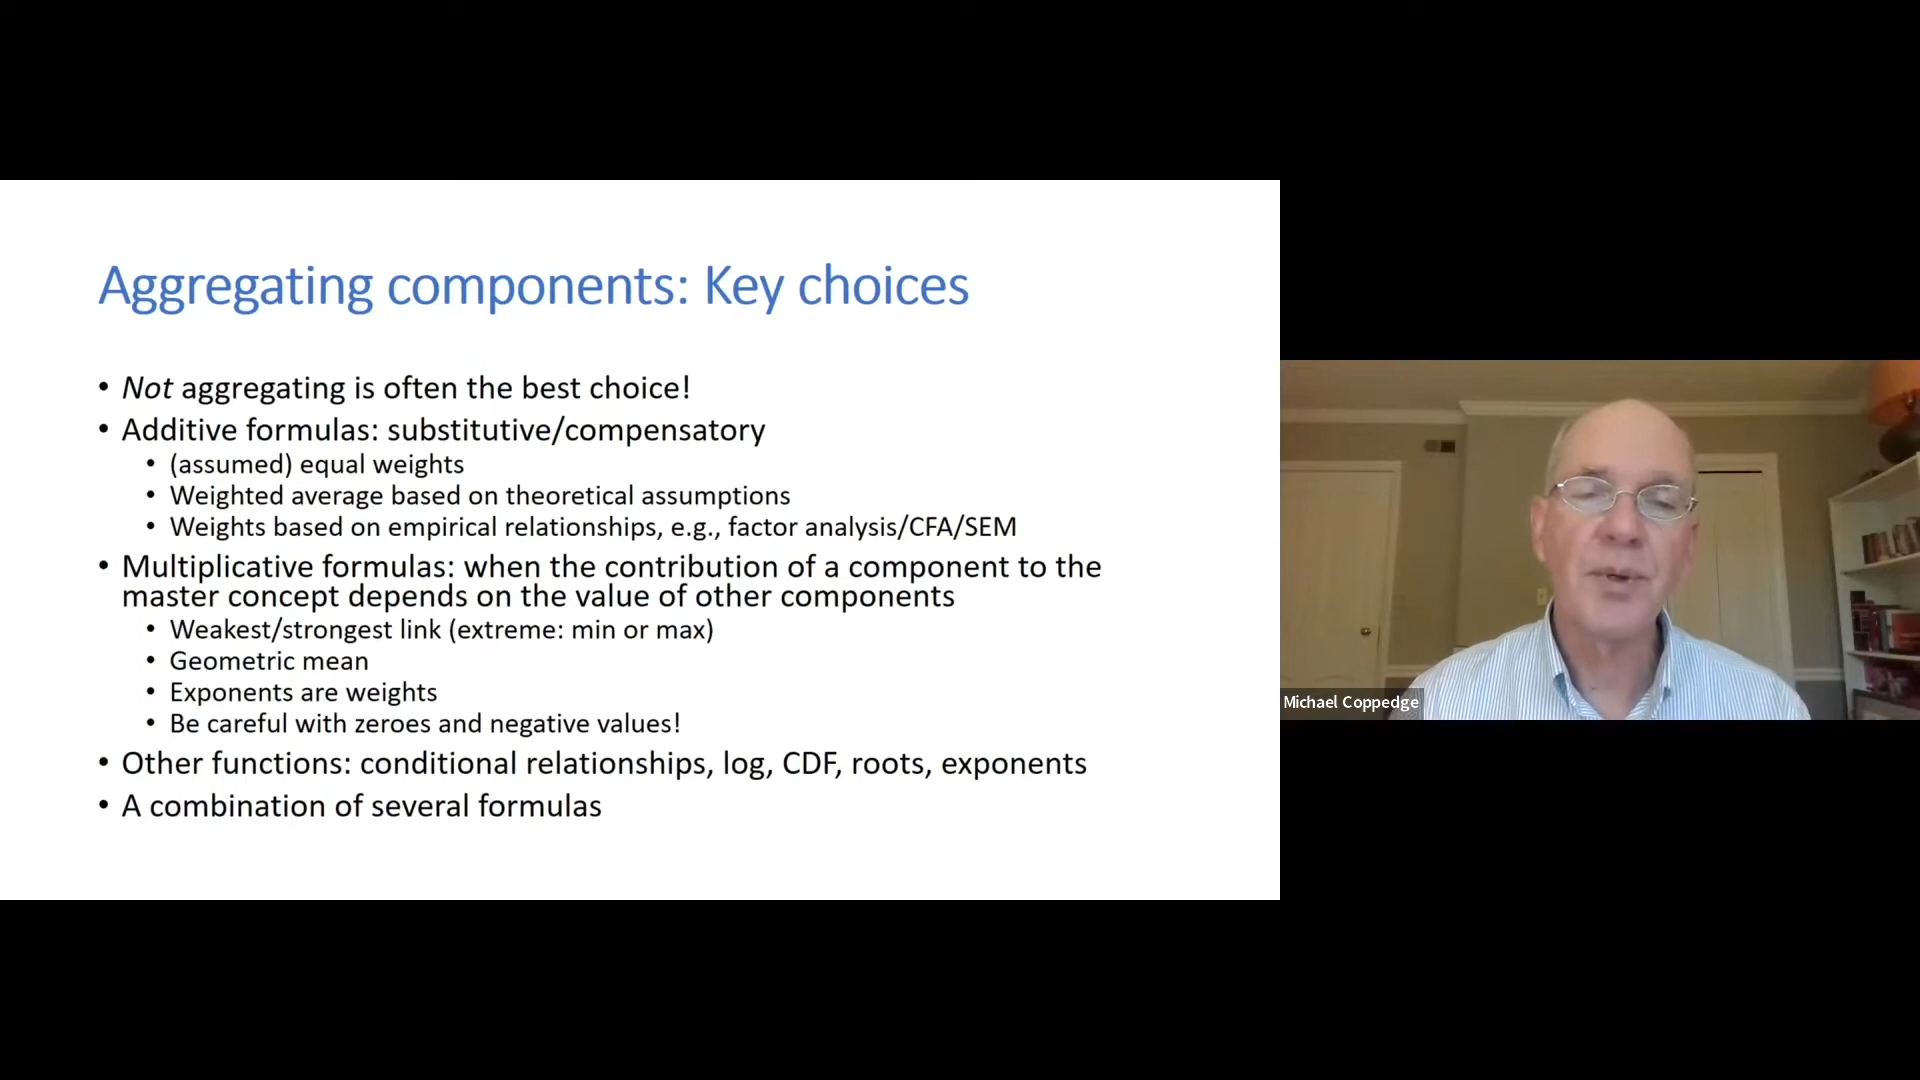 Aggregating components: Key choices
• Not aggregating is often the best choice!
• Additive formulas: substitutive/compensatory
• (assumed) equal weights
• Weighted average based on theoretical assumptions
• Weights based on empirical relationships, e.g., factor analysis/CFA/SEM
• Multiplicative formulas: when the contribution of a component to the
master concept depends on the value of other components
• Weakest/strongest link (extreme: min or max)
• Geometric mean
• Exponents are weights
• Be careful with zeroes and negative values!
• Other functions: conditional relationships, log, CDF, roots, exponents
• A combination of several formulas
Michael Coppedge